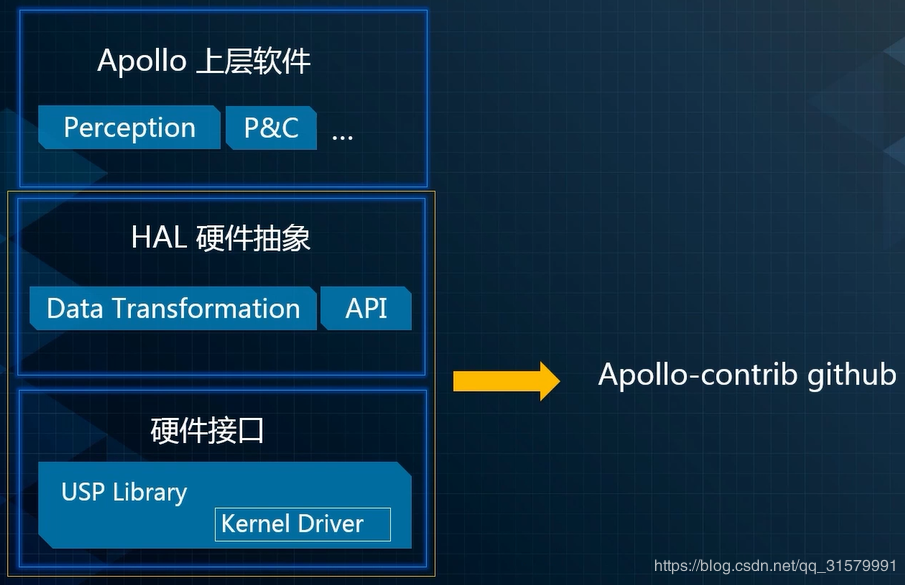 Apollo 上层软件
Perception
P&C
...
HAL 硬件抽象
Data Transformation
API
Apollo-contrib github
硬件接口
USP Library
Kernel Driver
https://blog.csdn.net/qq_31579991